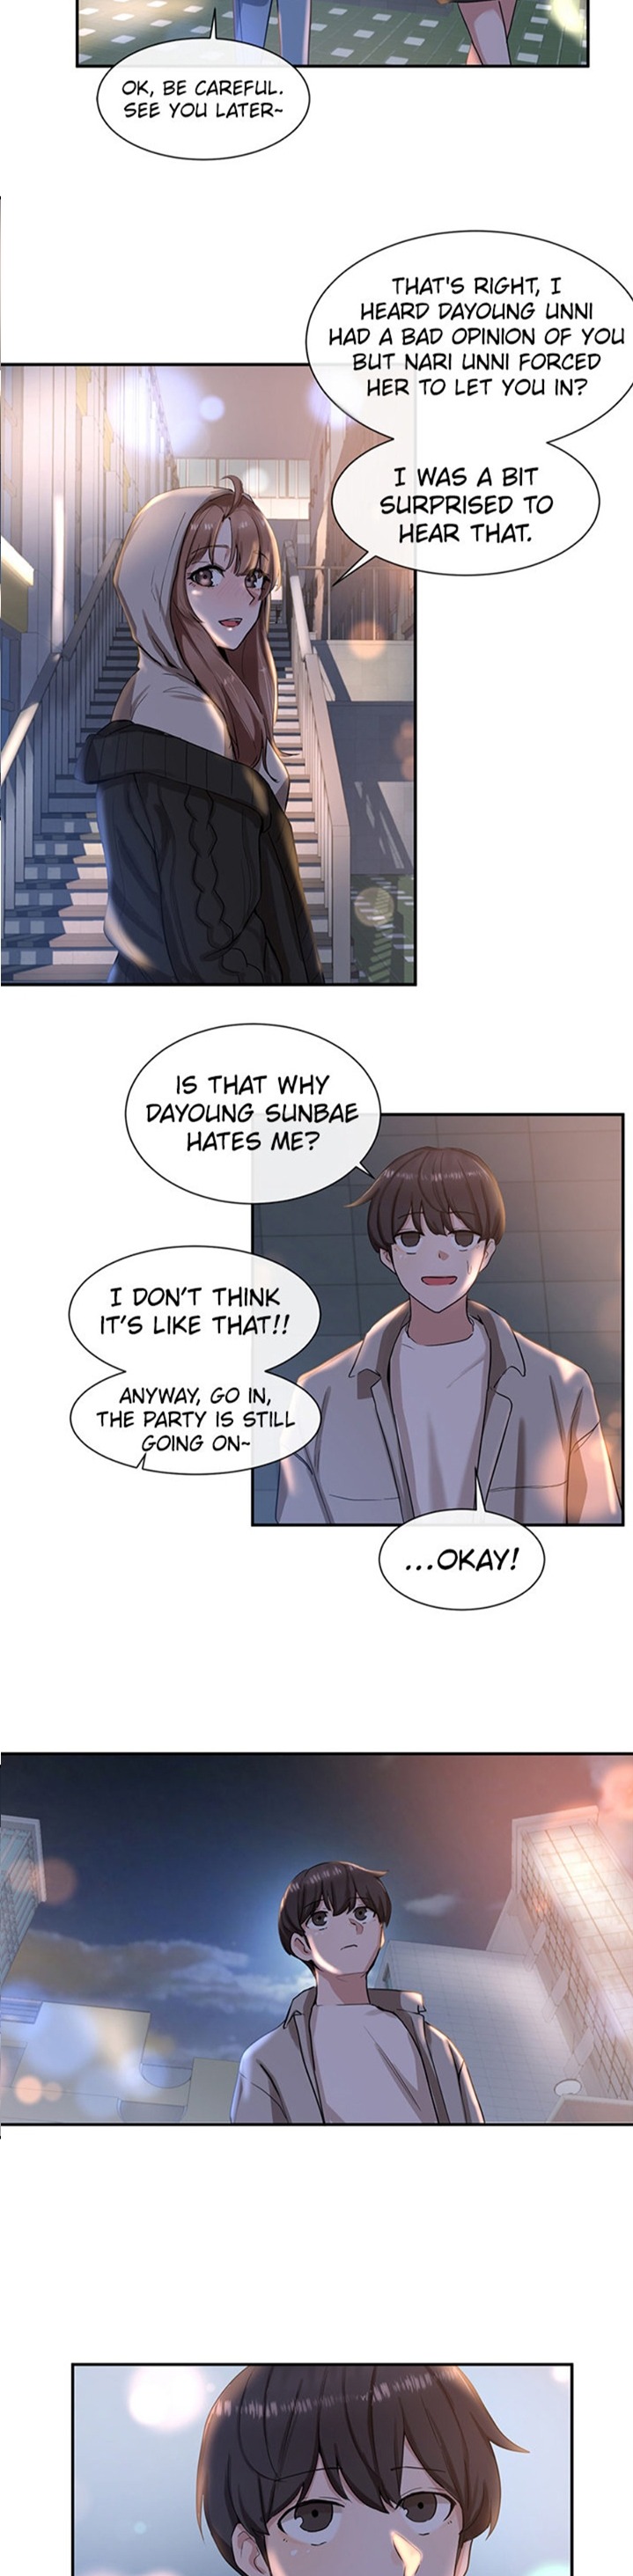 OK, BE CAREFUL.
SEE YOU LATER~
THAT'S RIGHT, I
HEARD DAYOUNG UNNI
HAD A BAD OPINION OF YOU
BUT NARI UNNI FORCED
HER TO LET YOU IN?
I WAS A BIT
SURPRISED TO
HEAR THAT.
IS THAT WHY
DAYOUNG SUNBAE
HATES ME?
I DON'T THINK
IT'S LIKE THAT!!
ANYWAY, GO IN,
THE PARTY IS STILL
GOING ON~
...OKAY!